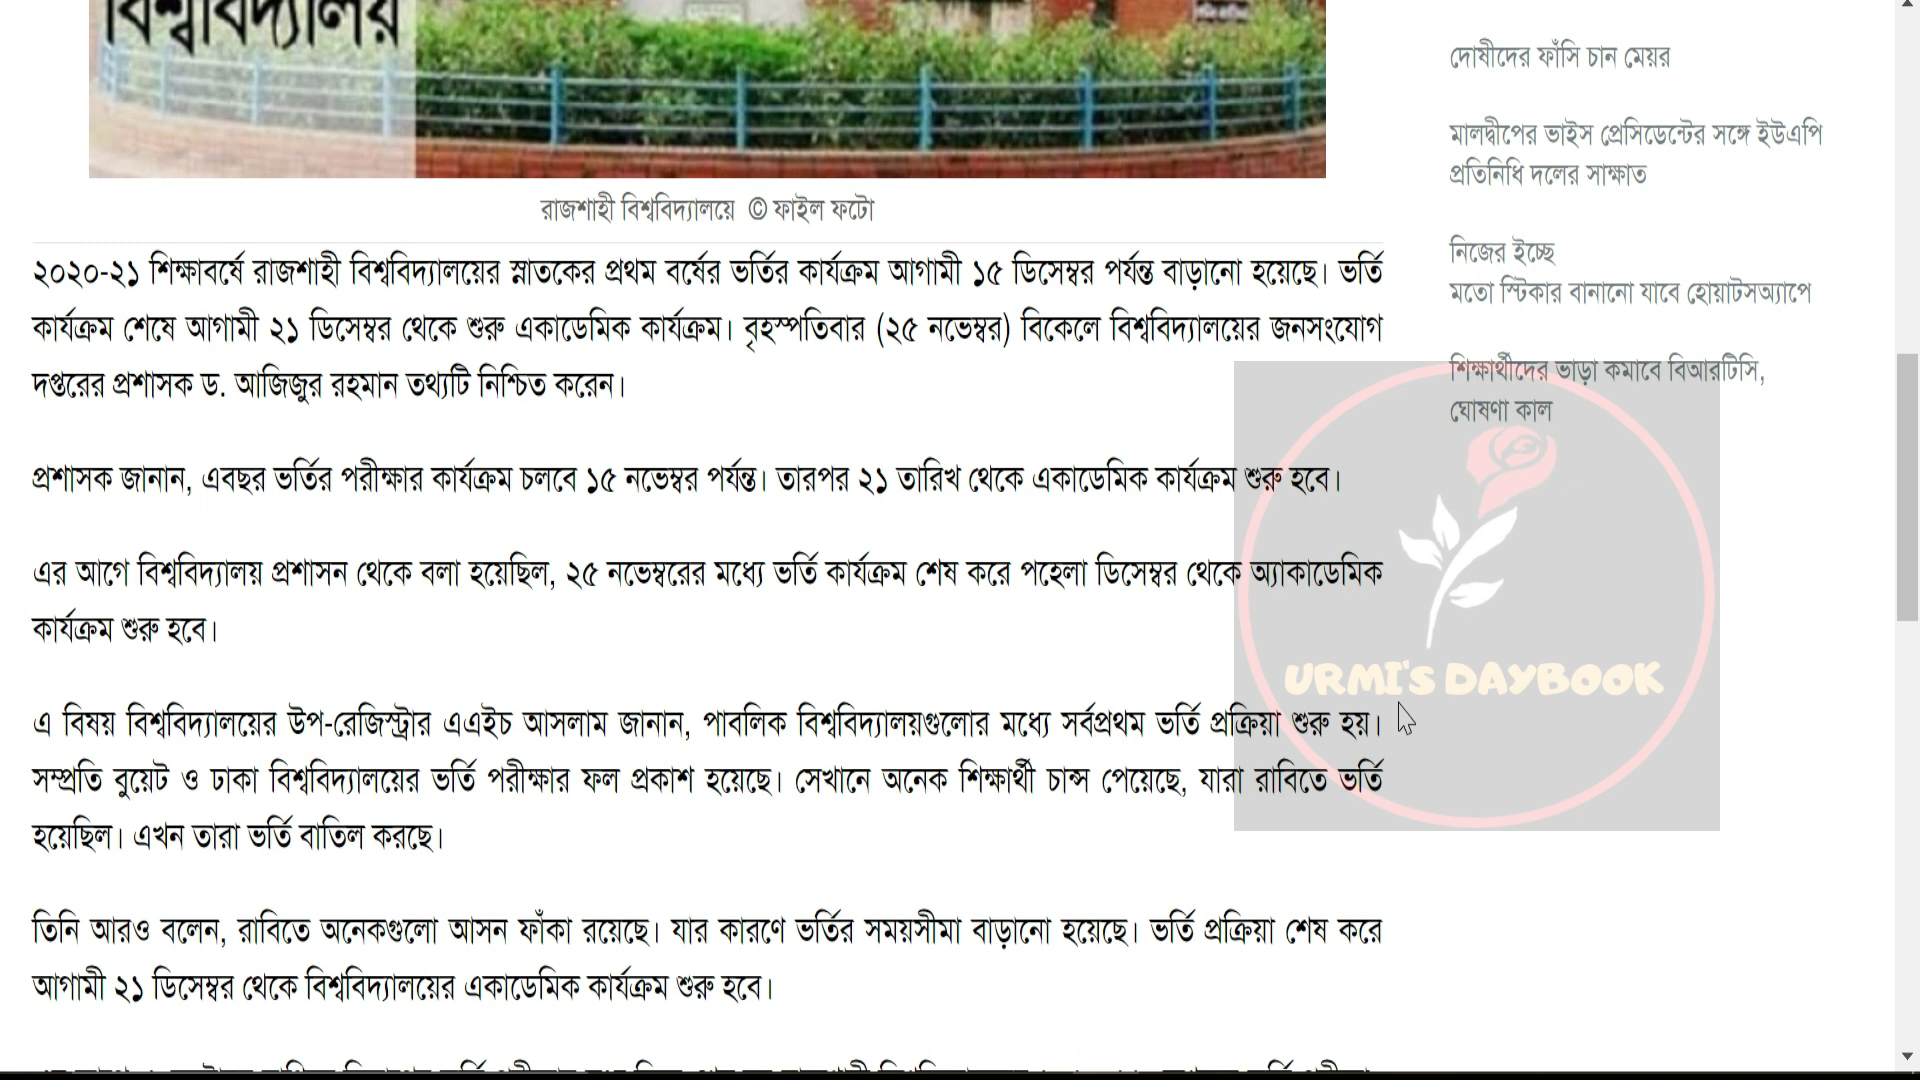 বিশ্ববিদ্যালয়
রাজশাহী বিশ্ববিদ্যালয়ে © ফাইল ফটো
২০২০-২১ শিক্ষাবর্ষে রাজশাহী বিশ্ববিদ্যালয়ের স্নাতকের প্রথম বর্ষের ভর্তির কার্যক্রম আগামী ১৫ ডিসেম্বর পর্যন্ত বাড়ানো হয়েছে। ভর্তি
কার্যক্রম শেষে আগামী ২১ ডিসেম্বর থেকে শুরু একাডেমিক কার্যক্রম। বৃহস্পতিবার (২৫ নভেম্বর) বিকেলে বিশ্ববিদ্যালয়ের জনসংযোগ
দপ্তরের প্রশাসক ড. আজিজুর রহমান তথ্যটি নিশ্চিত করেন।
প্রশাসক জানান, এবছর ভর্তির পরীক্ষার কার্যক্রম চলবে ১৫ নভেম্বর পর্যন্ত। তারপর ২১ তারিখ থেকে একাডেমিক কার্যক্রম শুরু হবে।
এর আগে বিশ্ববিদ্যালয় প্রশাসন থেকে বলা হয়েছিল, ২৫ নভেম্বরের মধ্যে ভর্তি কার্যক্রম শেষ করে পহেলা ডিসেম্বর থেকে অ্যাকাডেমিক
কার্যক্রম শুরু হবে।
এ বিষয় বিশ্ববিদ্যালয়ের উপ-রেজিস্ট্রার এএইচ আসলাম জানান, পাবলিক বিশ্ববিদ্যালয়গুলোর মধ্যে সর্বপ্রথম ভর্তি প্রক্রিয়া শুরু হয়।
সম্প্রতি বুয়েট ও ঢাকা বিশ্ববিদ্যালয়ের ভর্তি পরীক্ষার ফল প্রকাশ হয়েছে। সেখানে অনেক শিক্ষার্থী চান্স পেয়েছে, যারা রাবিতে ভর্তি
হয়েছিল। এখন তারা ভর্তি বাতিল করছে।
তিনি আরও বলেন, রাবিতে অনেকগুলো আসন ফাঁকা রয়েছে। যার কারণে ভর্তির সময়সীমা বাড়ানো হয়েছে। ভর্তি প্রক্রিয়া শেষ করে
আগামী ২১ ডিসেম্বর থেকে বিশ্ববিদ্যালয়ের একাডেমিক কার্যক্রম শুরু হবে।
দোষীদের ফাঁসি চান মেয়র
মালদ্বীপের ভাইস প্রেসিডেন্টের সঙ্গে ইউএপি
প্রতিনিধি দলের সাক্ষাত
নিজের ইচ্ছে
মতো স্টিকার বানানো যাবে হোয়াটসঅ্যাপে
শিক্ষার্থীদের ভাড়া কমাবে বিআরটিসি,
ঘোষণা কাল
URMI's DAYBOOK